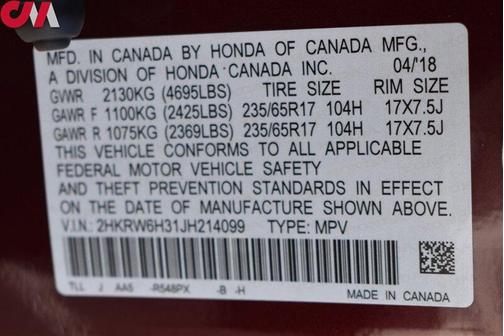 CM
MFD. IN CANADA BY HONDA OF CANADA MFG.,
A DIVISION OF HONDA CANADA INC. 04/'18
GVWR 2130KG (4695LBS) TIRE SIZE RIM SIZE
GAWR F 1100KG (2425LBS) 235/65R17 104H 17X7.5J
GAWR R 1075KG (2369LBS) 235/65R17 104H 17X7.5J
THIS VEHICLE CONFORMS TO ALL APPLICABLE
FEDERAL MOTOR VEHICLE SAFETY
AND THEFT PREVENTION STANDARDS IN EFFECT
ON THE DATE OF MANUFACTURE SHOWN ABOVE.
V.I.N.: 2HKRW6H31JH214099 TYPE: MPV
TLL J AA5 -R548PX -B -H
MADE IN CANADA